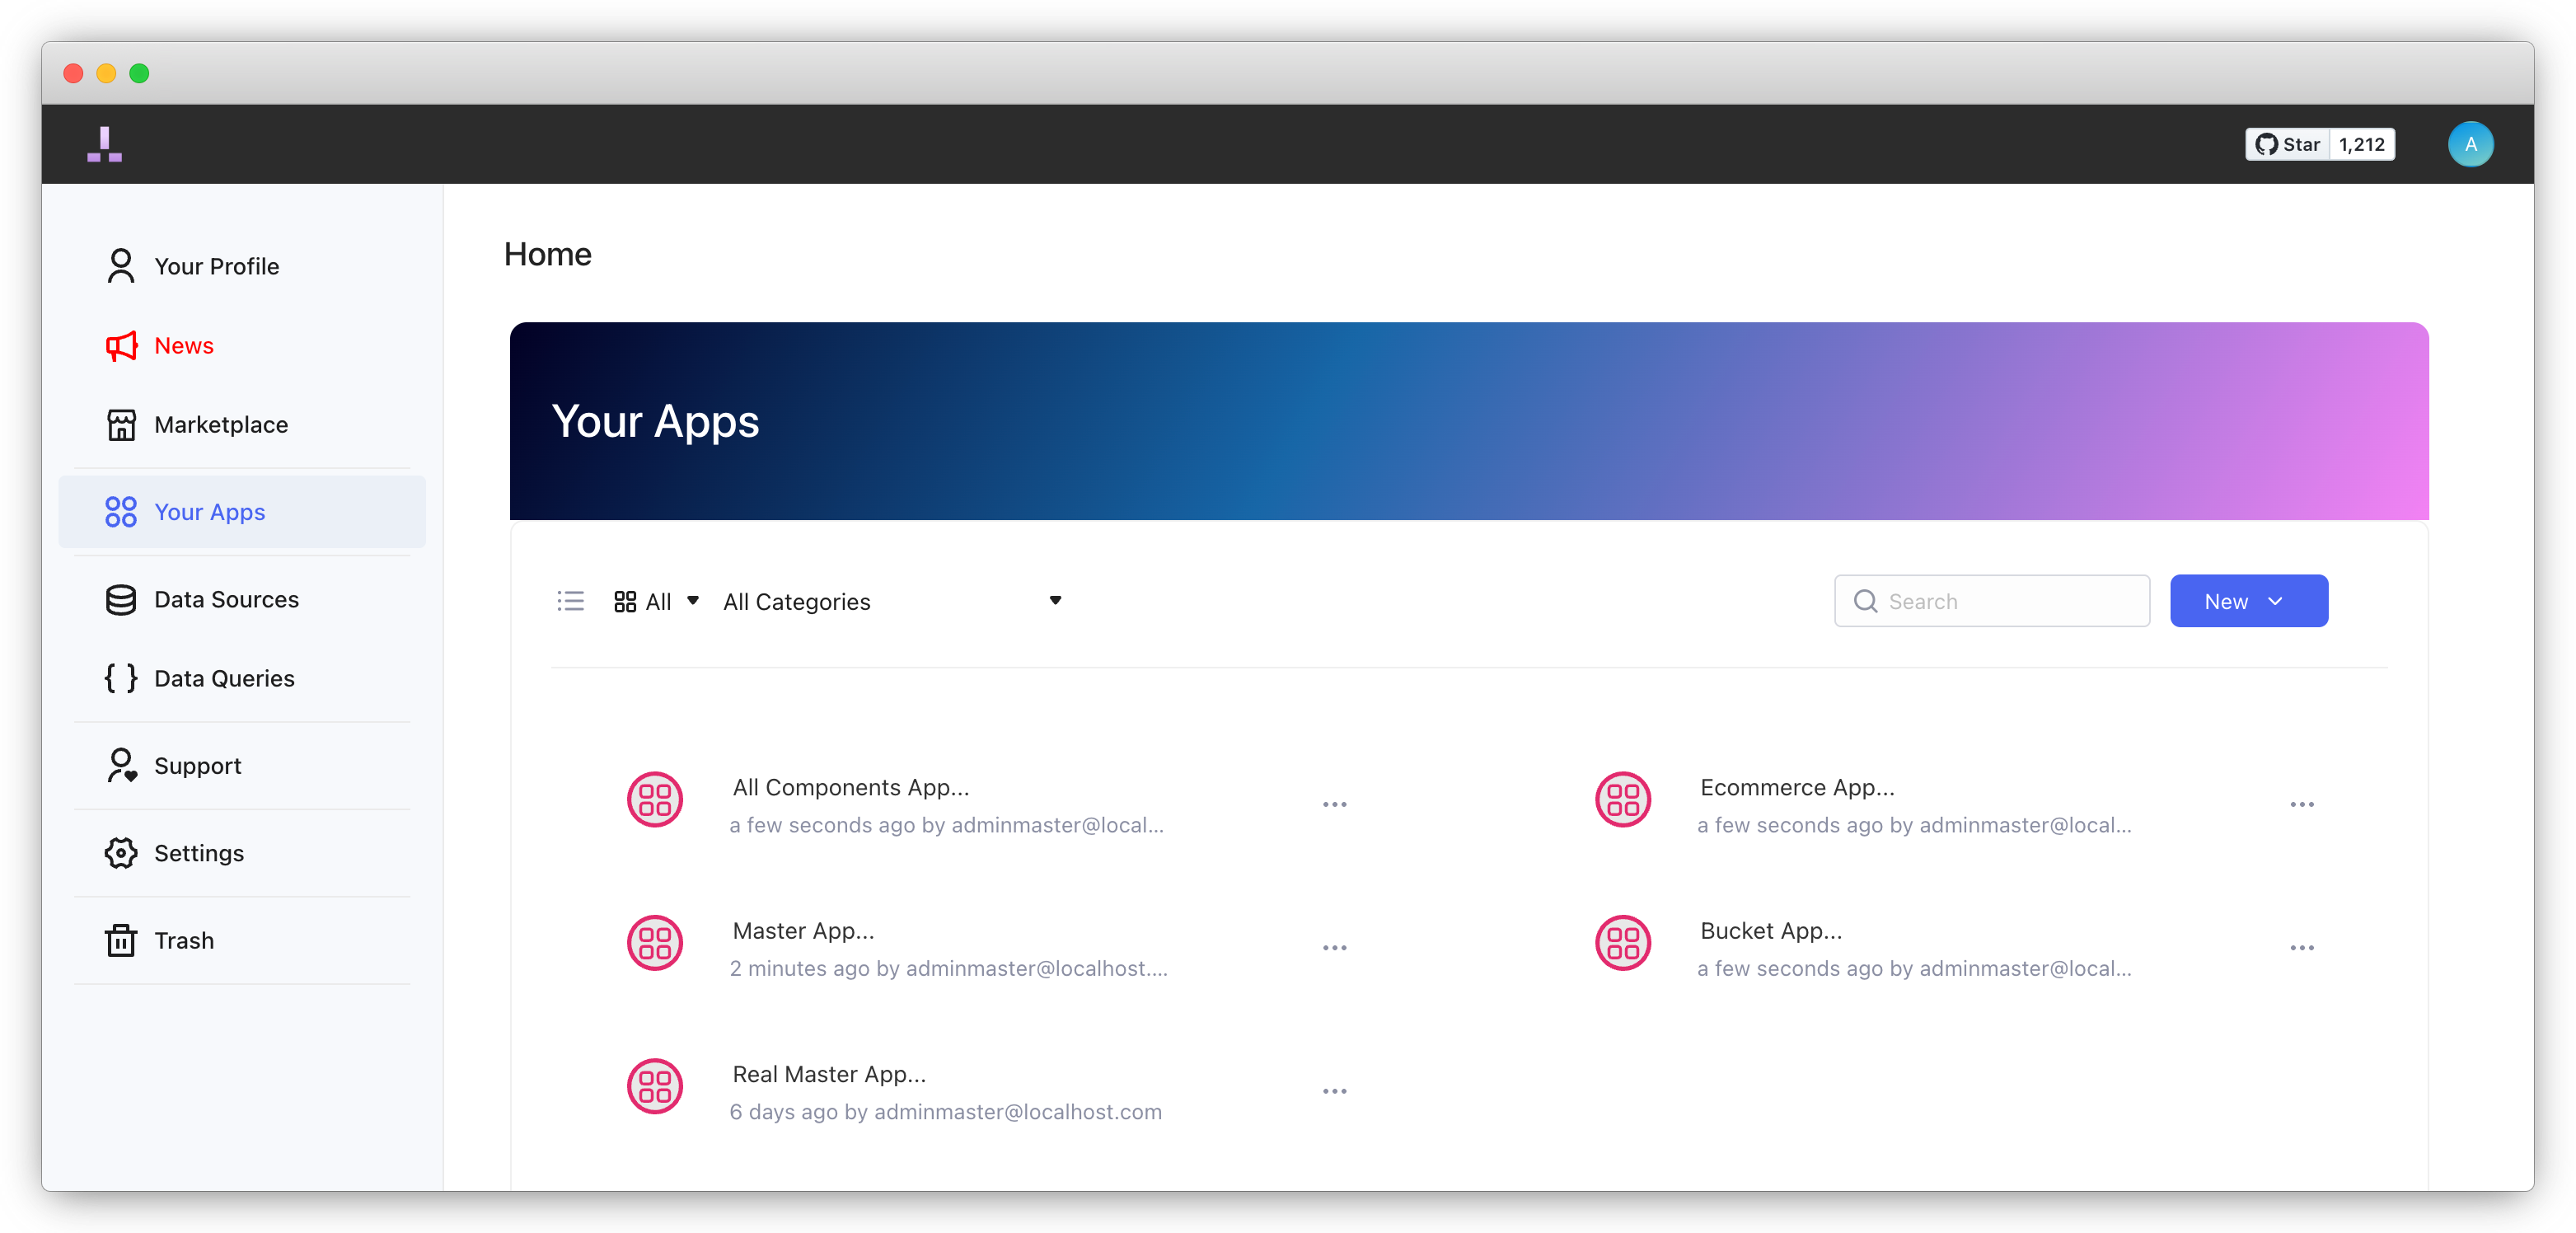 Star 1,212 A
Your Profile
News
Marketplace
Your Apps
Data Sources
Data Queries
Support
Settings
Trash
Home
Your Apps
All All Categories Search New
All Components App...
a few seconds ago by adminmaster@local...
Ecommerce App...
a few seconds ago by adminmaster@local...
Master App...
2 minutes ago by adminmaster@localhost....
Bucket App...
a few seconds ago by adminmaster@local...
Real Master App...
6 days ago by adminmaster@localhost.com